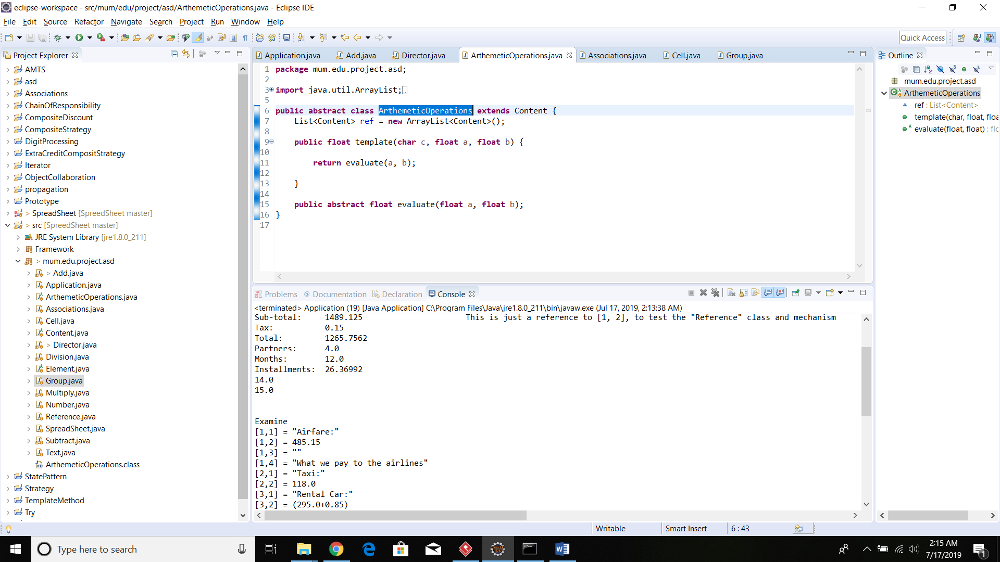 eclipse-workspace - src/mum/edu/project/asd/ArthemeticOperations.java - Eclipse IDE
File Edit Source Refactor Navigate Search Project Run Window Help
Quick Access
Project Explorer
AMTS
asd
Associations
ChainOfResponsibility
CompositeDiscount
CompositeStrategy
DigitProcessing
ExtraCreditCompositStrategy
Iterator
ObjectCollaboration
propagation
Prototype
> SpreadSheet [SpreedSheet master]
> src [SpreedSheet master]
JRE System Library [jre1.8.0_211]
Framework
> mum.edu.project.asd
> Add.java
Application.java
ArthemeticOperations.java
Associations.java
Cell.java
Content.java
> Director.java
Division.java
Element.java
Group.java
Multiply.java
Number.java
Reference.java
SpreadSheet.java
Subtract.java
Text.java
ArthemeticOperations.class
StatePattern
Strategy
TemplateMethod
Try
Application.java Add.java Director.java ArthemeticOperations.java Associations.java Cell.java Group.java
1 package mum.edu.project.asd;
2
3 import java.util.ArrayList;
5
6 public abstract class ArthemeticOperations extends Content {
7 List<Content> ref = new ArrayList<Content>();
8
9 public float template(char c, float a, float b) {
10
11 return evaluate(a, b);
12
13 }
14
15 public abstract float evaluate(float a, float b);
16 }
17
Problems Documentation Declaration Console
<terminated> Application (19) [Java Application] C:\Program Files\Java\jre1.8.0_211\bin\javaw.exe (Jul 17, 2019, 2:13:38 AM)
Sub-total: 1489.125 This is just a reference to [1, 2], to test the "Reference" class and mechanism
Tax: 0.15
Total: 1265.7562
Partners: 4.0
Months: 12.0
Installments: 26.36992
14.0
15.0
Examine
[1,1] = "Airfare:"
[1,2] = 485.15
[1,3] = ""
[1,4] = "What we pay to the airlines"
[2,1] = "Taxi:"
[2,2] = 118.0
[3,1] = "Rental Car:"
[3,2] = (295.0+0.85)
Outline
mum.edu.project.asd
ArthemeticOperations
ref : List<Content>
template(char, float, floa
evaluate(float, float) : flo
Writable Smart Insert 6 : 43
Type here to search
2:15 AM
7/17/2019
1